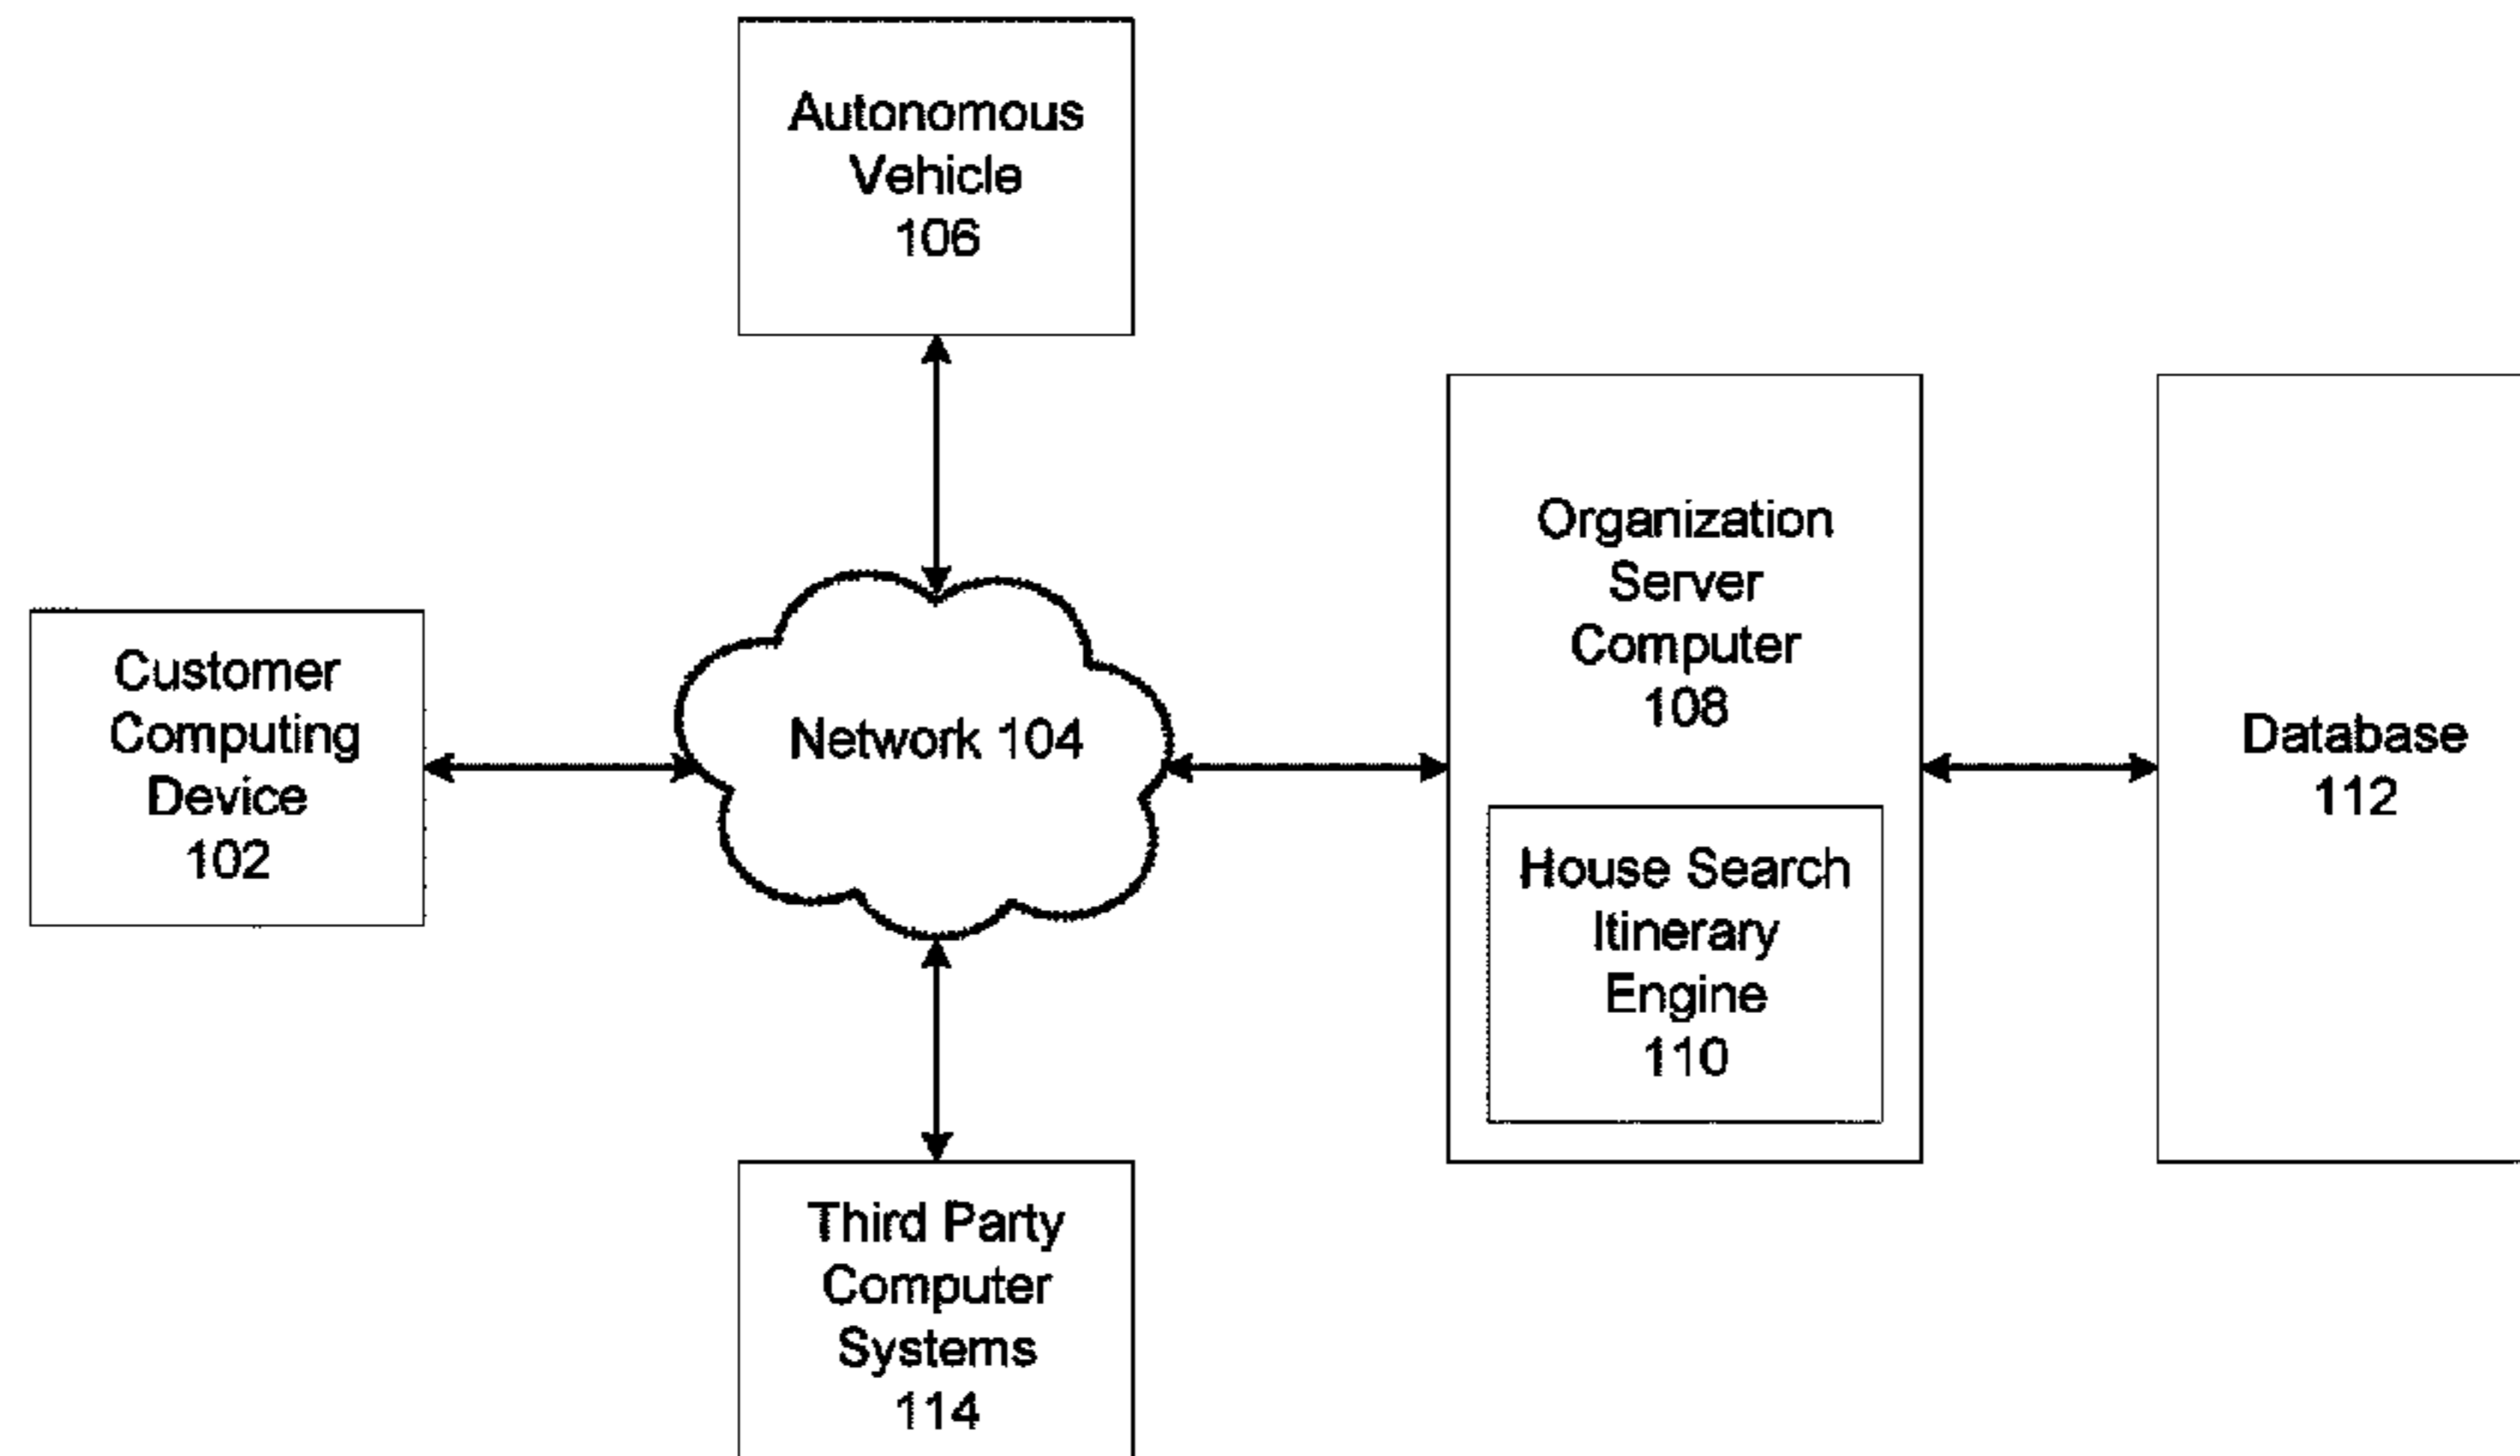 Autonomous
Vehicle
106
Customer
Computing
Device
102
Network 104
Organization
Server
Computer
108
House Search
Itinerary
Engine
110
Database
112
Third Party
Computer
Systems
114